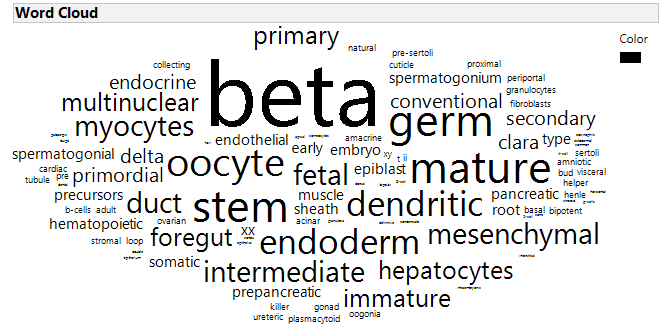 Word Cloud
Color
primary
natural
pre-sertoli
collecting
cuticle
proximal
endocrine
beta
spermatogonium
periportal
granulocytes
multinuclear
conventional
fibroblasts
myocytes
germ
secondary
endothelial
amacrine
clara
type
early
embryo
xy
spermatogonial
delta
oocyte
t
ii
sertoli
cardiac
primordial
fetal
epiblast
mature
amniotic
tubule
pre
bud
visceral
helper
precursors
duct
stem
muscle
dendritic
pancreatic
henle
b-cells
adult
sheath
root
basal
bipotent
hematopoietic
ovarian
acinar
xx
stromal
loop
foregut
endoderm
mesenchymal
somatic
intermediate
hepatocytes
prepancreatic
immature
killer
gonad
ureteric
plasmacytoid
oogonia